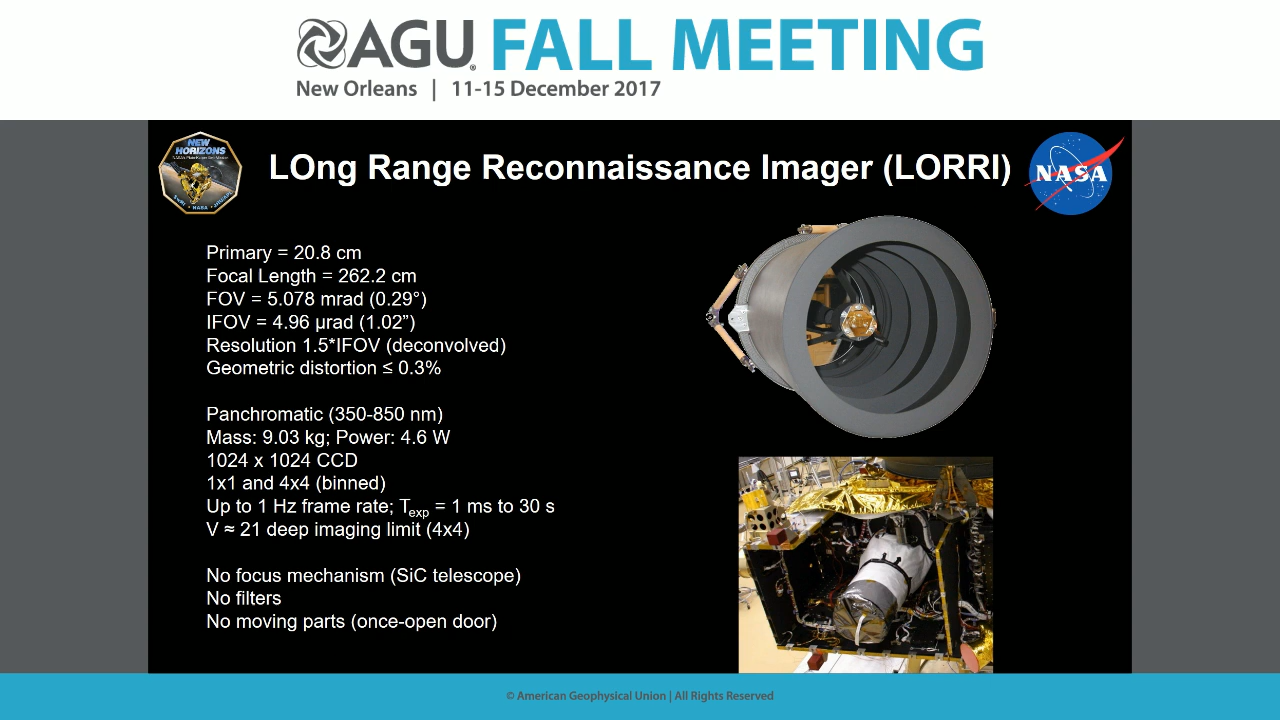 AGU FALL MEETING
New Orleans | 11-15 December 2017
NEW HORIZONS
LOng Range Reconnaissance Imager (LORRI)
NASA
Primary = 20.8 cm
Focal Length = 262.2 cm
FOV = 5.078 mrad (0.29°)
IFOV = 4.96 µrad (1.02”)
Resolution 1.5*IFOV (deconvolved)
Geometric distortion ≤ 0.3%
Panchromatic (350-850 nm)
Mass: 9.03 kg; Power: 4.6 W
1024 x 1024 CCD
1x1 and 4x4 (binned)
Up to 1 Hz frame rate; Texp = 1 ms to 30 s
V ≈ 21 deep imaging limit (4x4)
No focus mechanism (SiC telescope)
No filters
No moving parts (once-open door)
© American Geophysical Union | All Rights Reserved